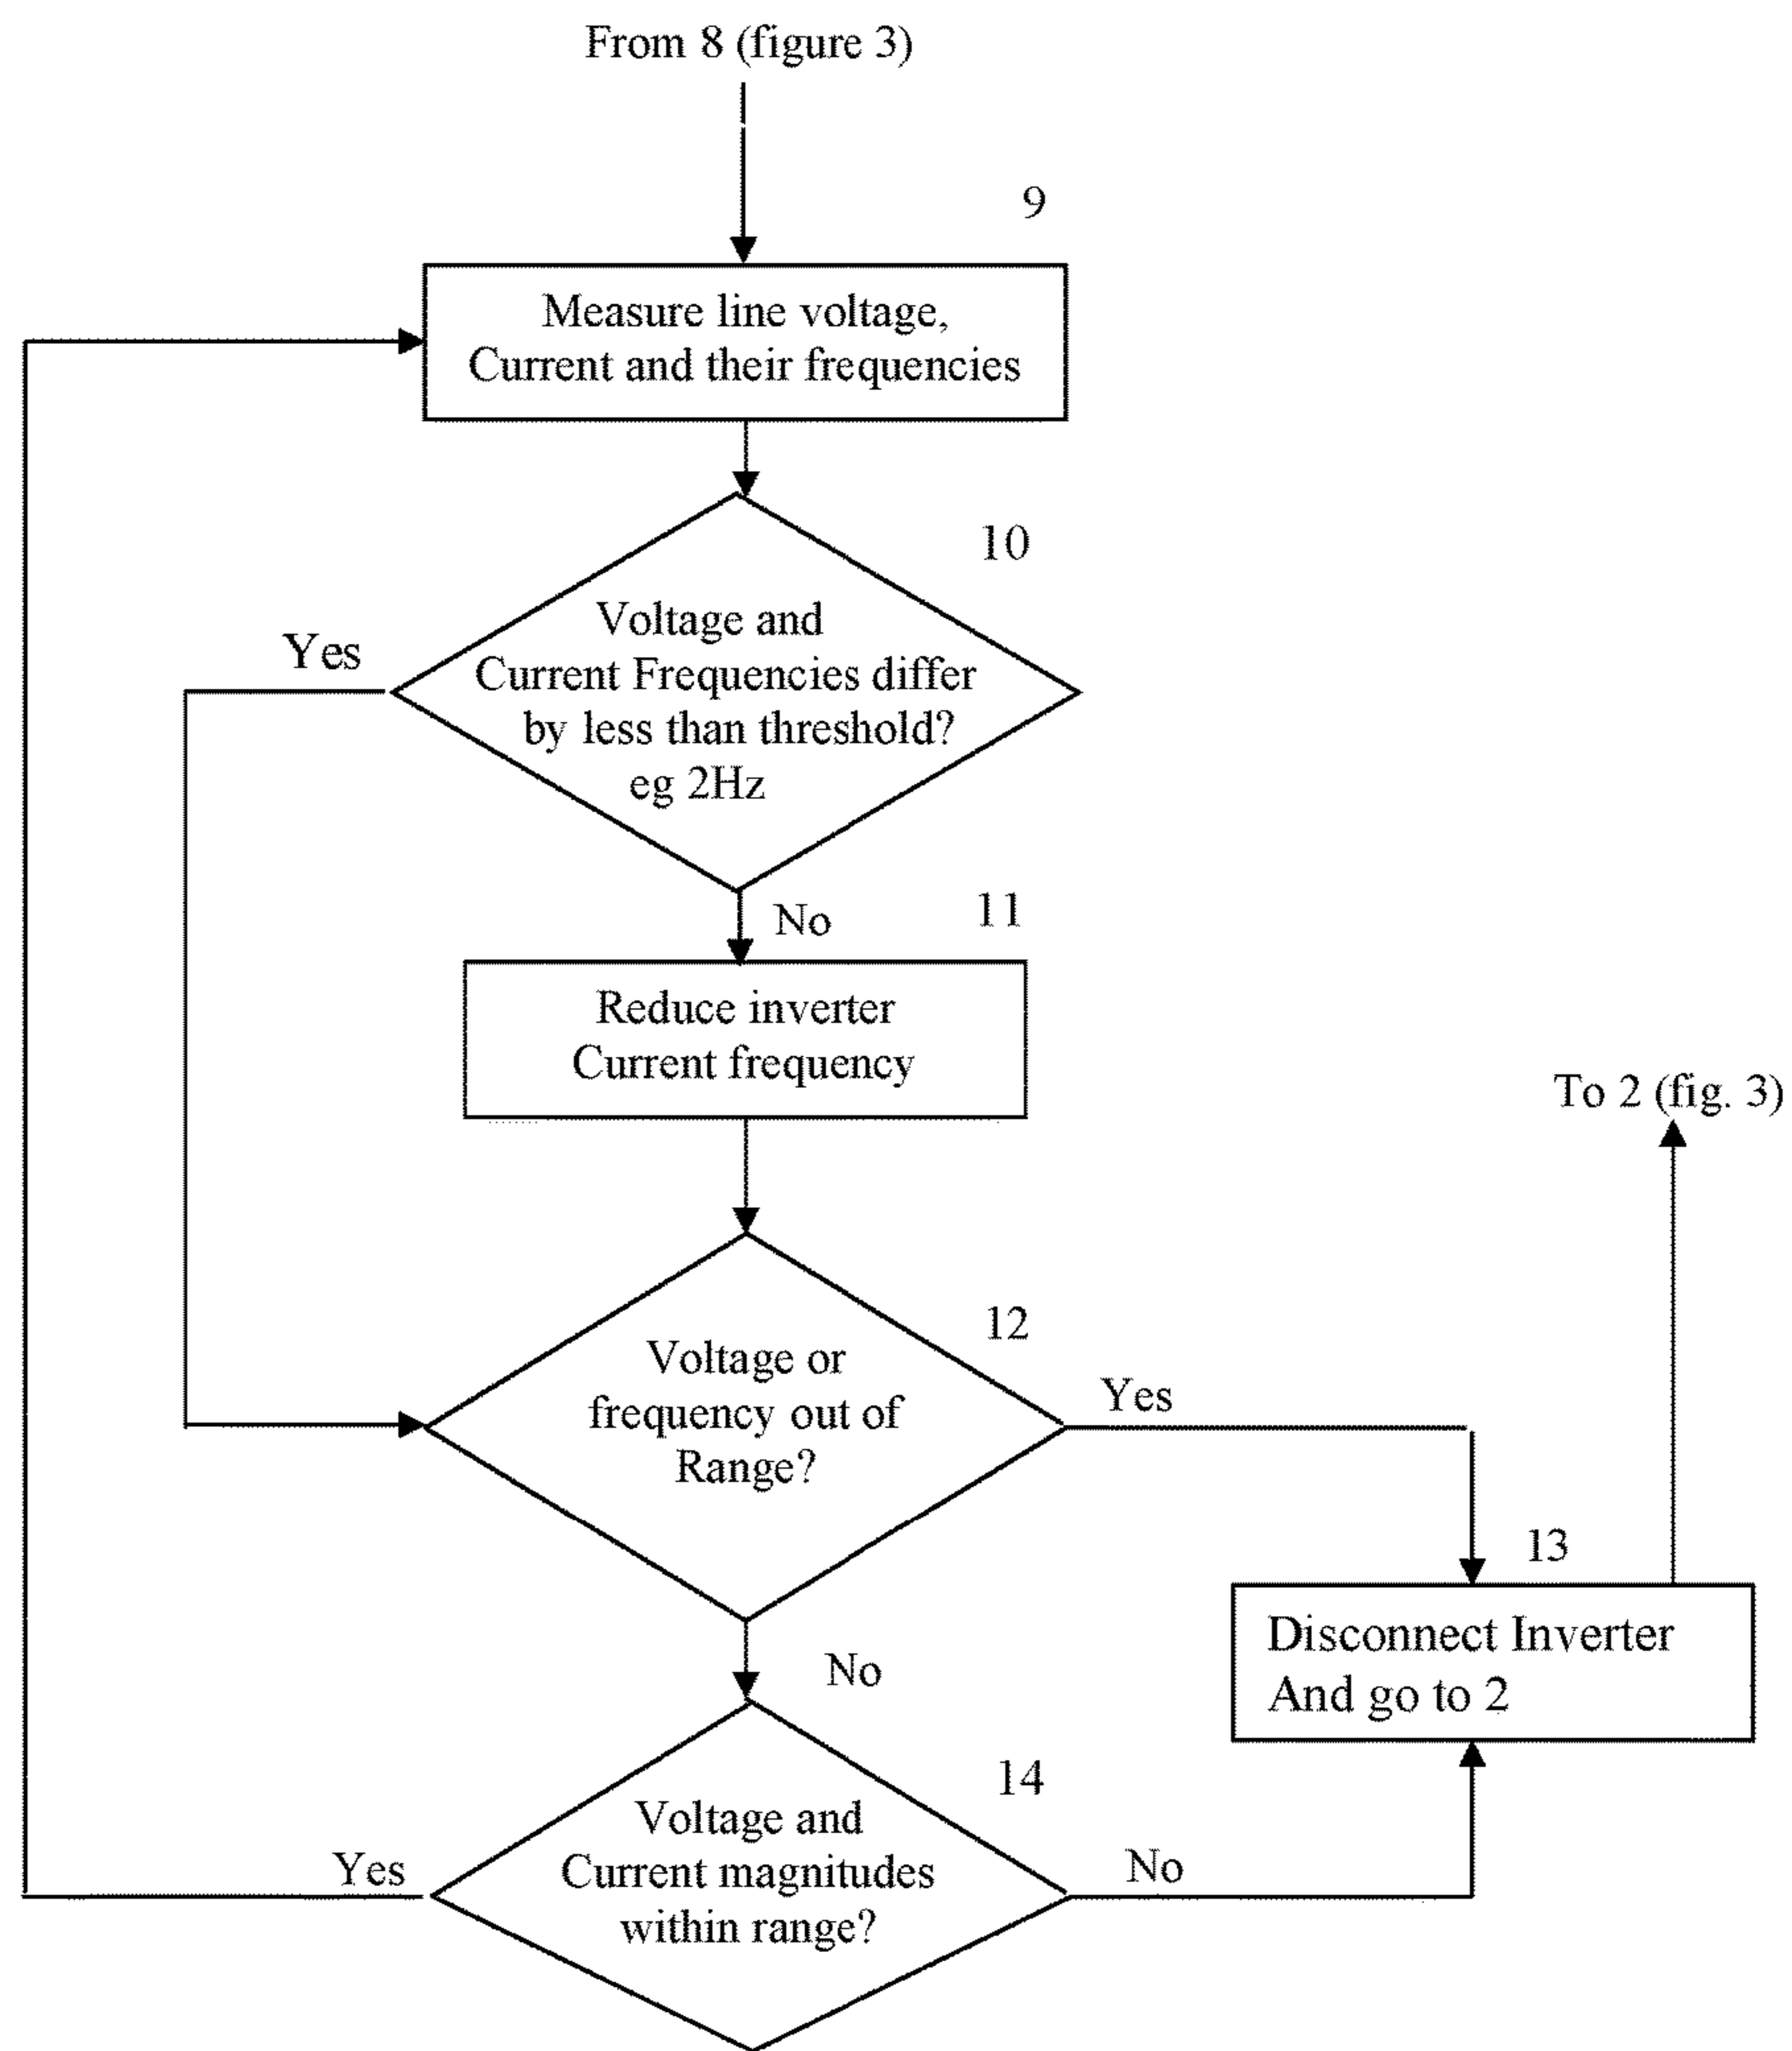 From 8 (figure 3)
9
Measure line voltage,
Current and their frequencies
10
Voltage and
Current Frequencies differ
by less than threshold?
eg 2Hz
Yes
No
11
Reduce inverter
Current frequency
To 2 (fig. 3)
12
Voltage or
frequency out of
Range?
Yes
No
13
Disconnect Inverter
And go to 2
14
Voltage and
Current magnitudes
within range?
Yes
No